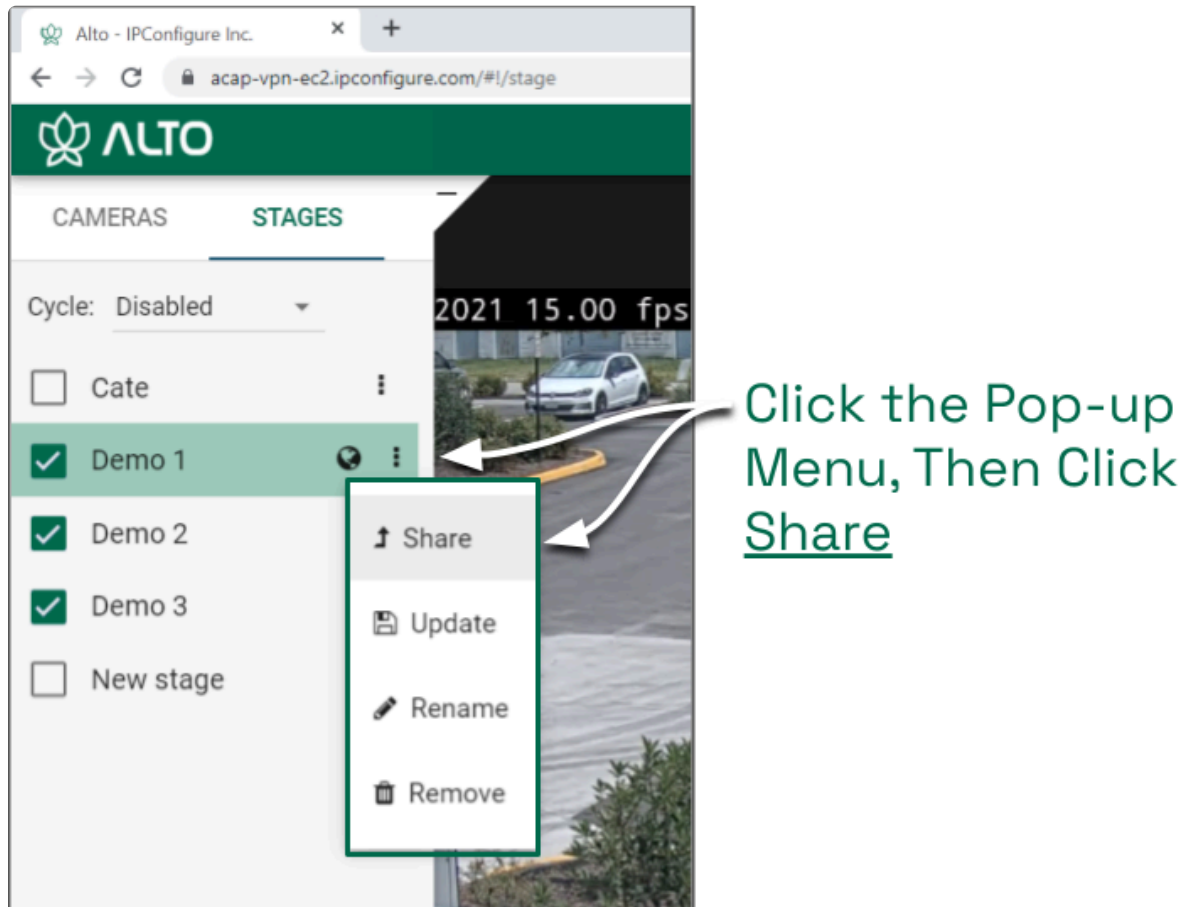 Alto - IPConfigure Inc.
acap-vpn-ec2.ipconfigure.com/#!/stage
ALTO
CAMERAS STAGES
Cycle: Disabled
2021 15.00 fps
Cate
Demo 1
Demo 2
Demo 3
New stage
Share
Update
Rename
Remove
Click the Pop-up
Menu, Then Click
Share